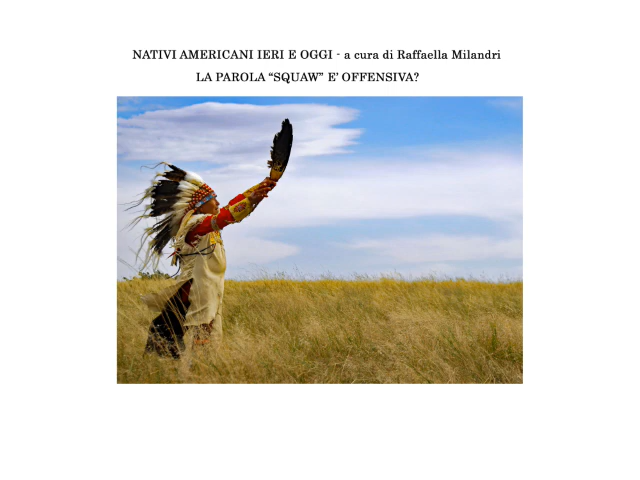 NATIVI AMERICANI IERI E OGGI - a cura di Raffaella Milandri
LA PAROLA “SQUAW” E’ OFFENSIVA?